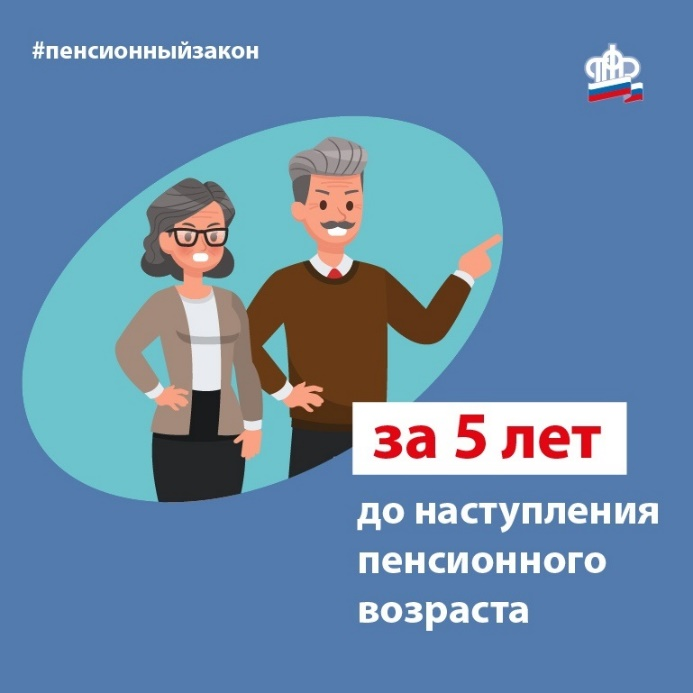 #пенсионныйзакон
за 5 лет
до наступления
пенсионного
возраста